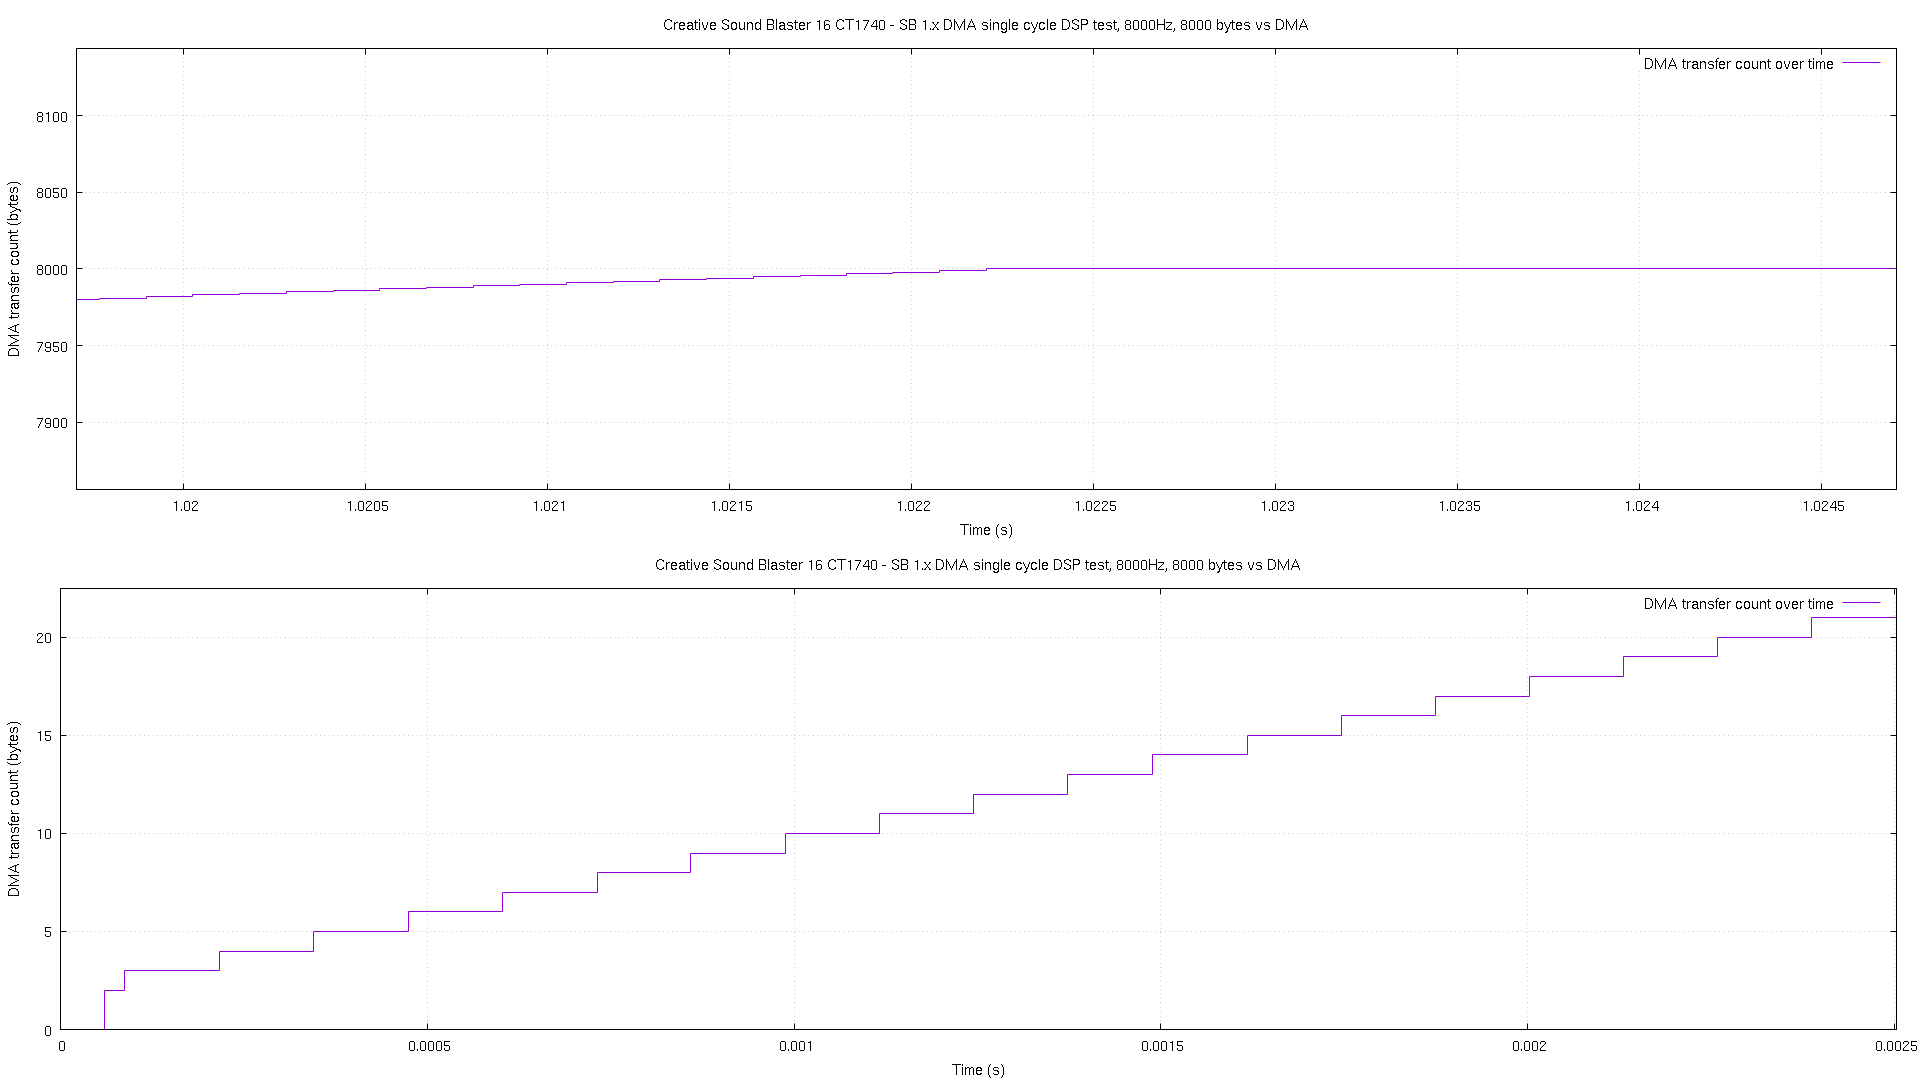 Creative Sound Blaster 16 CT1740 - SB 1.x DMA single cycle DSP test, 8000Hz, 8000 bytes vs DMA
DMA transfer count over time
DMA transfer count (bytes)
8100
8050
8000
7950
7900
1.02 1.0205 1.021 1.0215 1.022 1.0225 1.023 1.0235 1.024 1.0245
Time (s)
Creative Sound Blaster 16 CT1740 - SB 1.x DMA single cycle DSP test, 8000Hz, 8000 bytes vs DMA
DMA transfer count over time
DMA transfer count (bytes)
20
15
10
5
0
0 0.0005 0.001 0.0015 0.002 0.0025
Time (s)